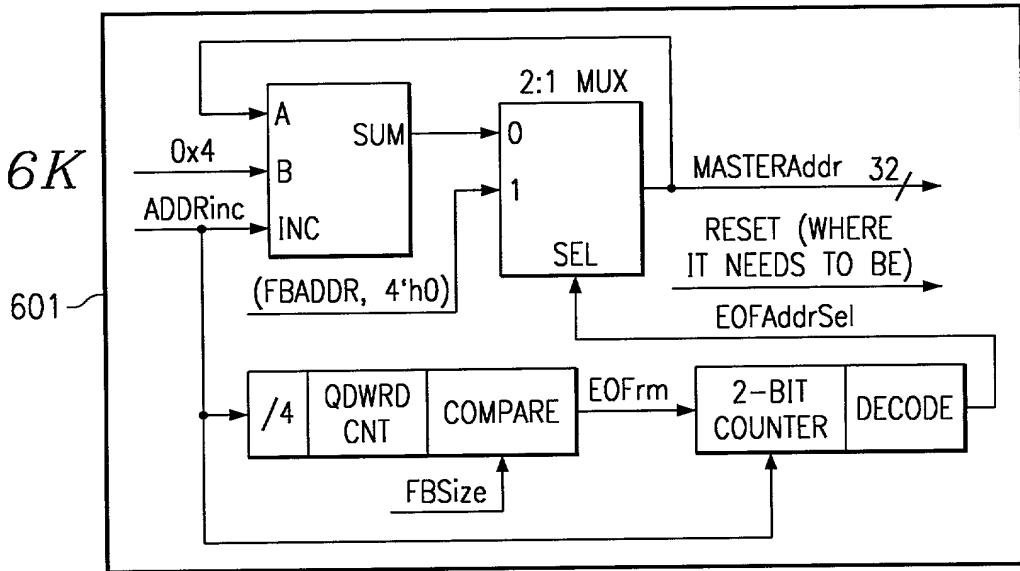 2:1 MUX
A
SUM
0
6K
0x4
B
MASTERAddr 32
1
ADDRinc
INC
RESET (WHERE
IT NEEDS TO BE)
SEL
(FBADDR, 4'h0)
601
EOFAddrSel
/4
QDWRD
CNT
COMPARE
EOFrm
2-BIT
COUNTER
DECODE
FBSize